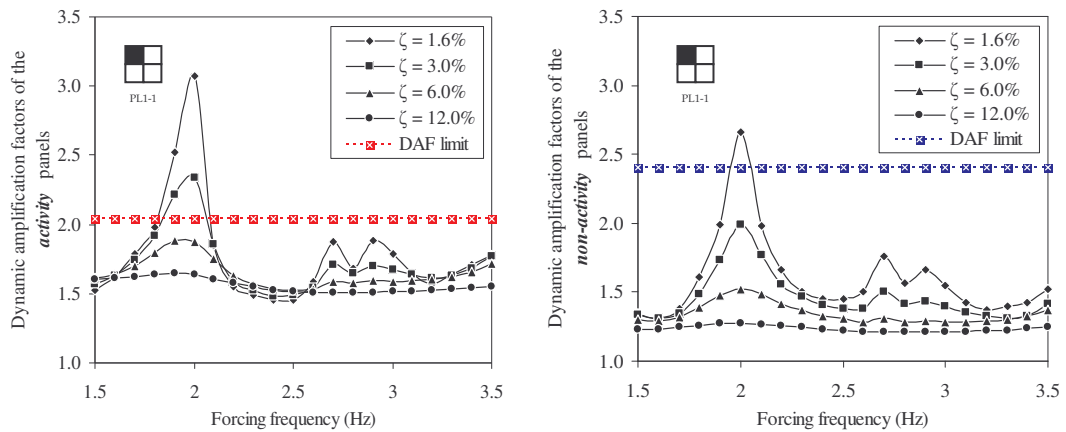 Dynamic amplification factors of the
activity panels
3.5
3.0
2.5
2.0
1.5
1.0
PL1-1
ζ = 1.6%
ζ = 3.0%
ζ = 6.0%
ζ = 12.0%
DAF limit
1.5
2
2.5
3
3.5
Forcing frequency (Hz)
Dynamic amplification factors of the
non-activity panels
3.5
3.0
2.5
2.0
1.5
1.0
PL1-1
ζ = 1.6%
ζ = 3.0%
ζ = 6.0%
ζ = 12.0%
DAF limit
1.5
2
2.5
3
3.5
Forcing frequency (Hz)